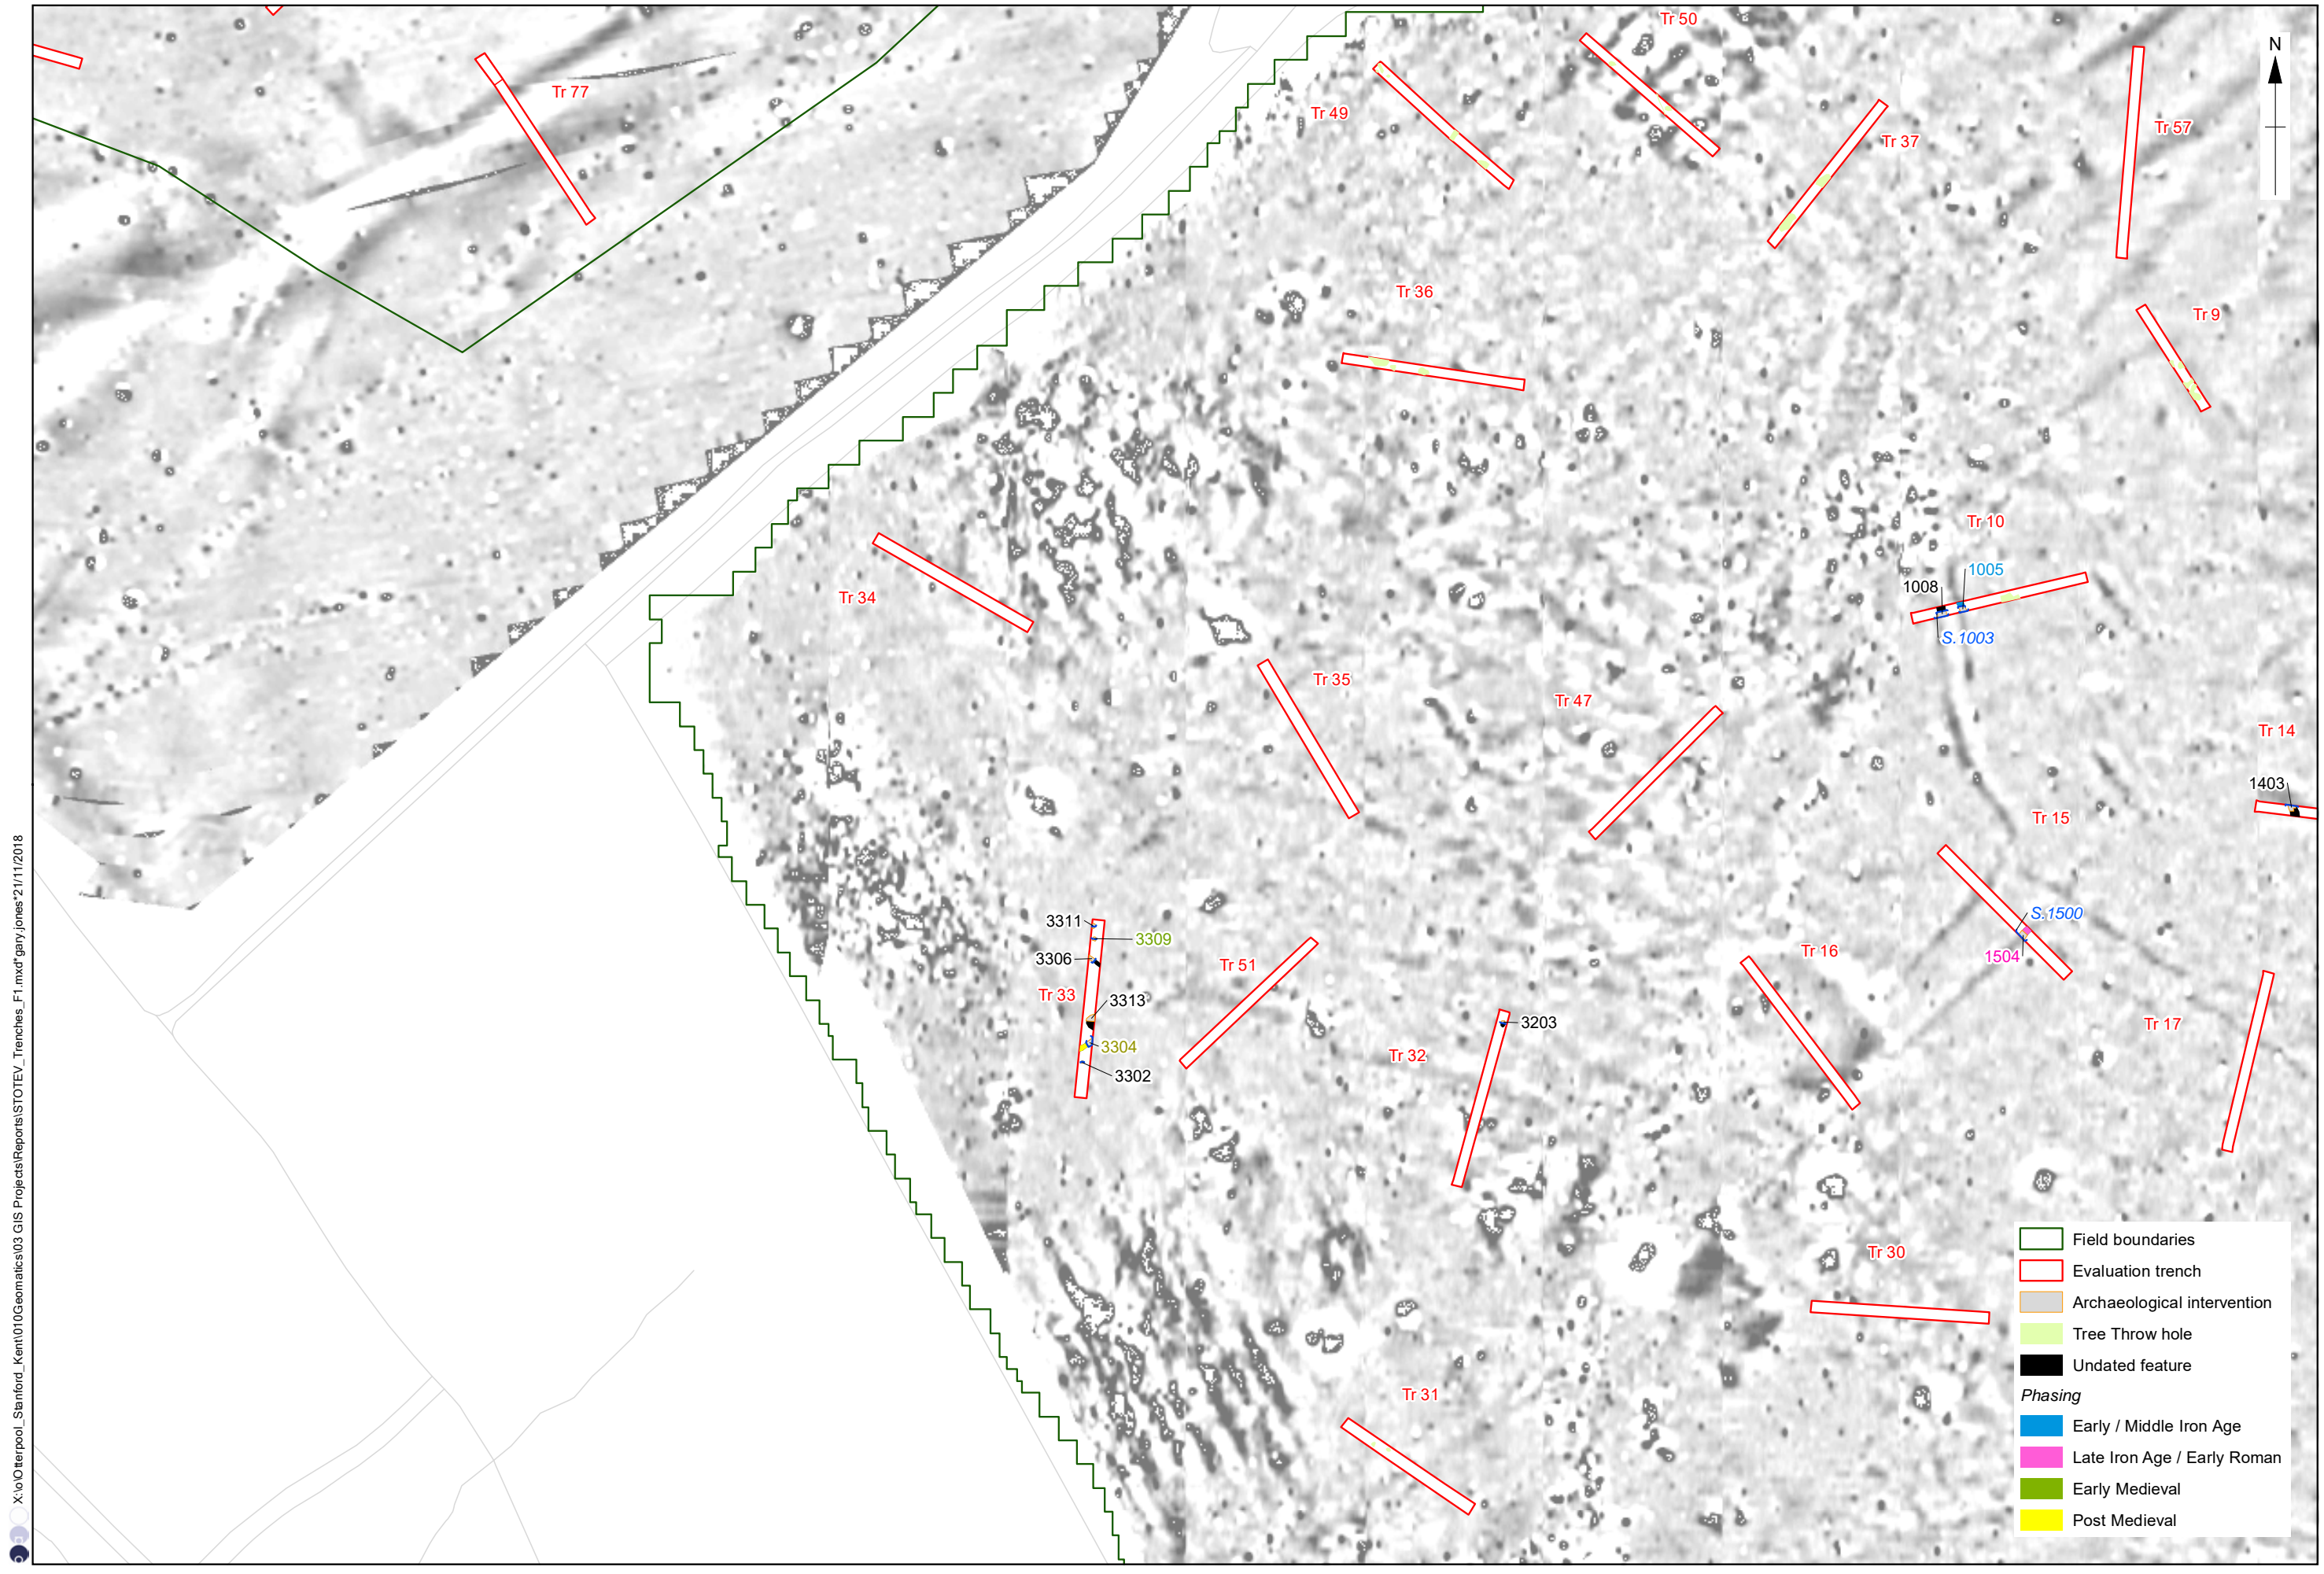 Tr 50
N
Tr 77
Tr 49
Tr 57
Tr 37
Tr 36
Tr 9
Tr 10
1005
1008
Tr 34
S.1003
Tr 35
Tr 47
Tr 14
1403
Tr 15
3311
S.1500
3309
Tr 16
1504
3306
Tr 51
Tr 33
3313
3203
Tr 17
3304
Tr 32
3302
Tr 30
Tr 31
Field boundaries
Evaluation trench
Archaeological intervention
Tree Throw hole
Undated feature
Phasing
Early / Middle Iron Age
Late Iron Age / Early Roman
Early Medieval
Post Medieval
X:\o\Otterpool_Stanford_Kent\010Geomatics\03 GIS Projects\Reports\STOTEV_Trenches_F1.mxd*gary.jones*21/11/2018